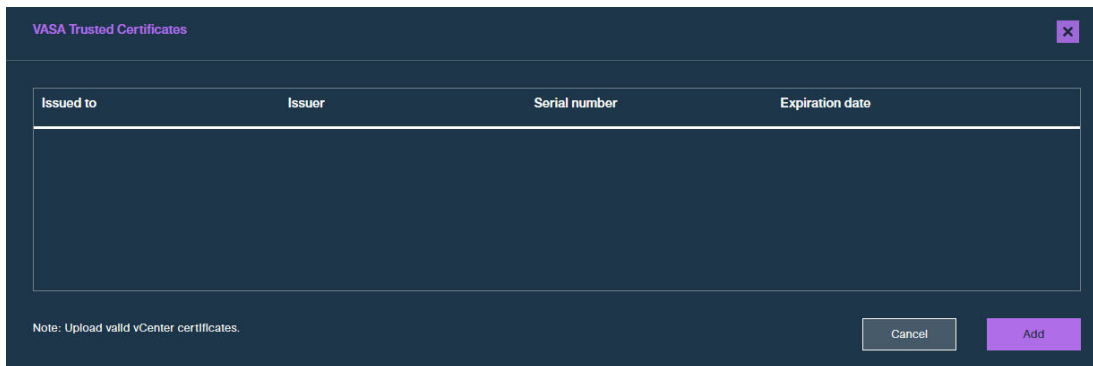 VASA Trusted Certificates
Issued to Issuer Serial number Expiration date
Note: Upload valid vCenter certificates.
Cancel Add